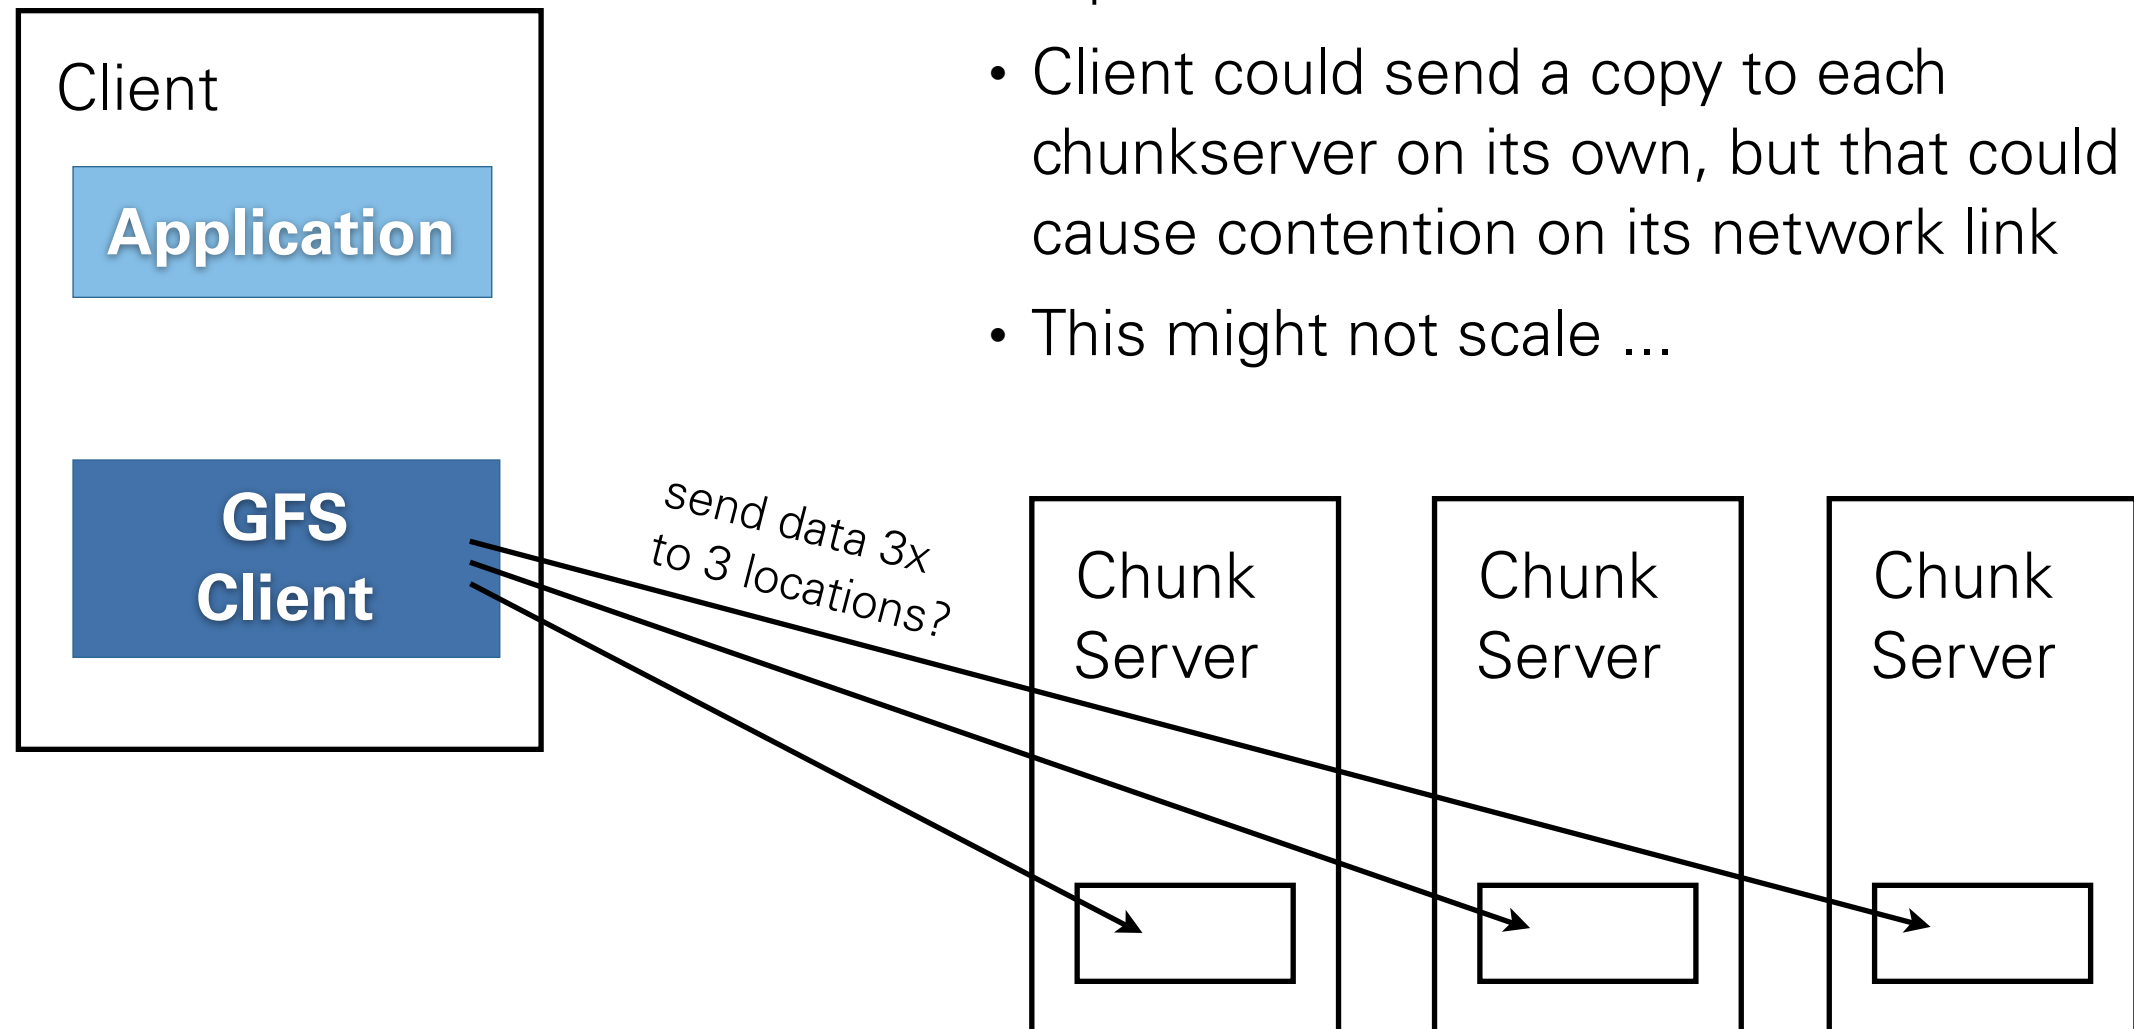 • Client could send a copy to each
chunkserver on its own, but that could
cause contention on its network link
• This might not scale ...
Client
Application
GFS
Client
send data 3x
to 3 locations?
Chunk
Server
Chunk
Server
Chunk
Server